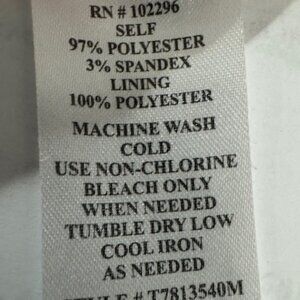 RN # 102296
SELF
97% POLYESTER
3% SPANDEX
LINING
100% POLYESTER
MACHINE WASH
COLD
USE NON-CHLORINE
BLEACH ONLY
WHEN NEEDED
TUMBLE DRY LOW
COOL IRON
AS NEEDED
STYLE # T7813540M